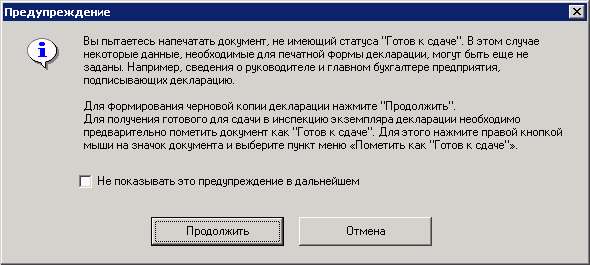 Предупреждение
Вы пытаетесь напечатать документ, не имеющий статуса "Готов к сдаче". В этом случае
некоторые данные, необходимые для печатной формы декларации, могут быть еще не
заданы. Например, сведения о руководителе и главном бухгалтере предприятия,
подписывающих декларацию.
Для формирования черновой копии декларации нажмите "Продолжить".
Для получения готового для сдачи в инспекцию экземпляра декларации необходимо
предварительно пометить документ как "Готов к сдаче". Для этого нажмите правой кнопкой
мыши на значок документа и выберите пункт меню «Пометить как "Готов к сдаче"».
Не показывать это предупреждение в дальнейшем
Продолжить
Отмена